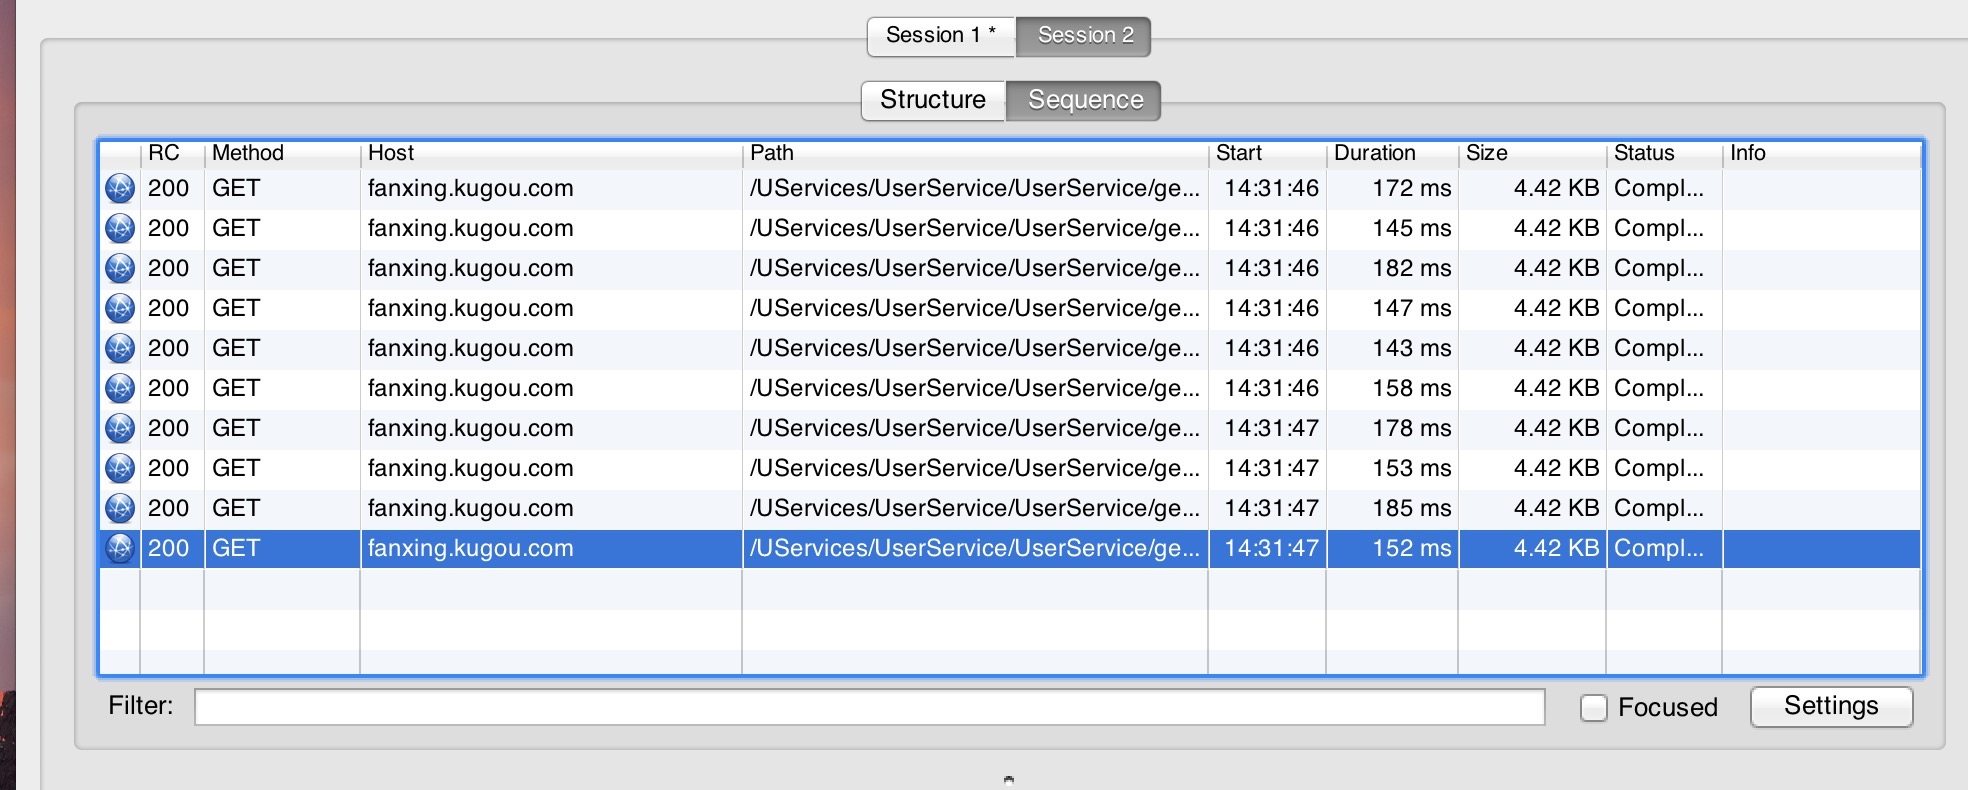 Session 1 * Session 2
Structure Sequence
RC Method Host Path Start Duration Size Status Info
200 GET fanxing.kugou.com /UServices/UserService/UserService/ge... 14:31:46 172 ms 4.42 KB Compl...
200 GET fanxing.kugou.com /UServices/UserService/UserService/ge... 14:31:46 145 ms 4.42 KB Compl...
200 GET fanxing.kugou.com /UServices/UserService/UserService/ge... 14:31:46 182 ms 4.42 KB Compl...
200 GET fanxing.kugou.com /UServices/UserService/UserService/ge... 14:31:46 147 ms 4.42 KB Compl...
200 GET fanxing.kugou.com /UServices/UserService/UserService/ge... 14:31:46 143 ms 4.42 KB Compl...
200 GET fanxing.kugou.com /UServices/UserService/UserService/ge... 14:31:46 158 ms 4.42 KB Compl...
200 GET fanxing.kugou.com /UServices/UserService/UserService/ge... 14:31:47 178 ms 4.42 KB Compl...
200 GET fanxing.kugou.com /UServices/UserService/UserService/ge... 14:31:47 153 ms 4.42 KB Compl...
200 GET fanxing.kugou.com /UServices/UserService/UserService/ge... 14:31:47 185 ms 4.42 KB Compl...
200 GET fanxing.kugou.com /UServices/UserService/UserService/ge... 14:31:47 152 ms 4.42 KB Compl...
Filter: Focused Settings